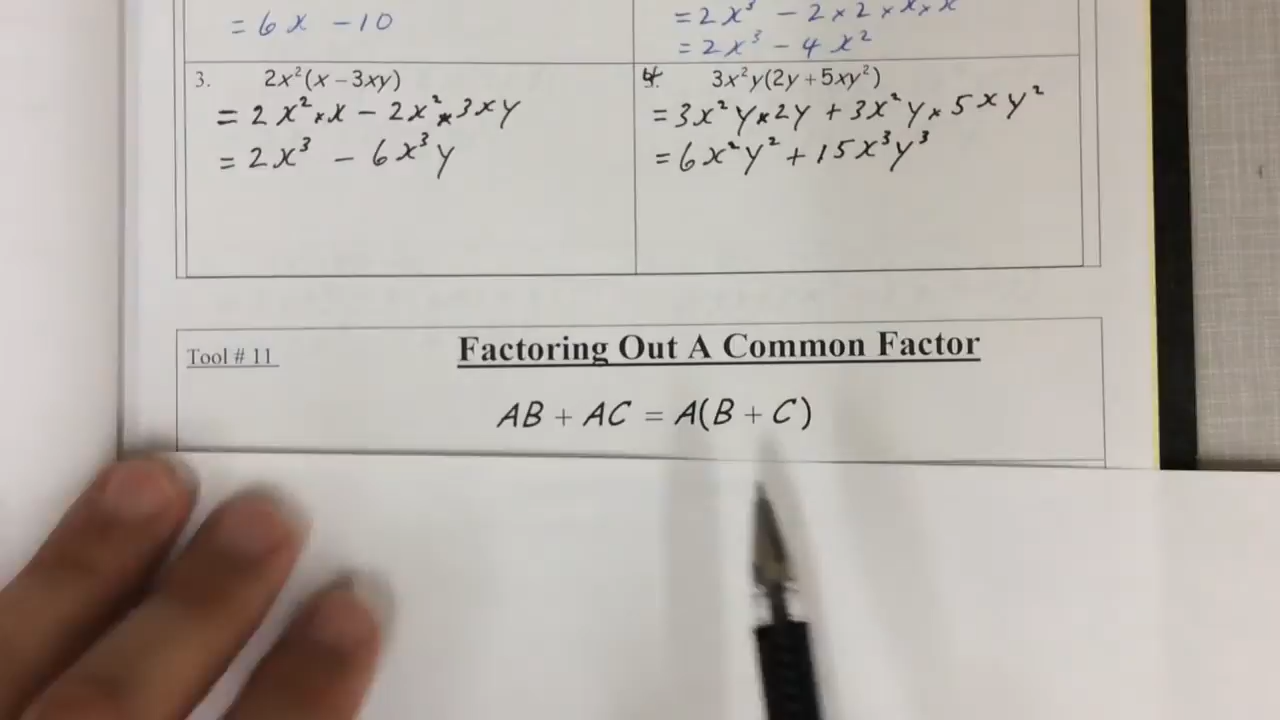 = 6x - 10
= 2x³ - 2 × 2 × x × x
= 2x³ - 4x²
3. 2x²(x - 3xy)
= 2x² × x - 2x² × 3xy
= 2x³ - 6x³y
4. 3x²y(2y + 5xy²)
= 3x²y × 2y + 3x²y × 5xy²
= 6x²y² + 15x³y³
Tool # 11
Factoring Out A Common Factor
AB + AC = A(B + C)